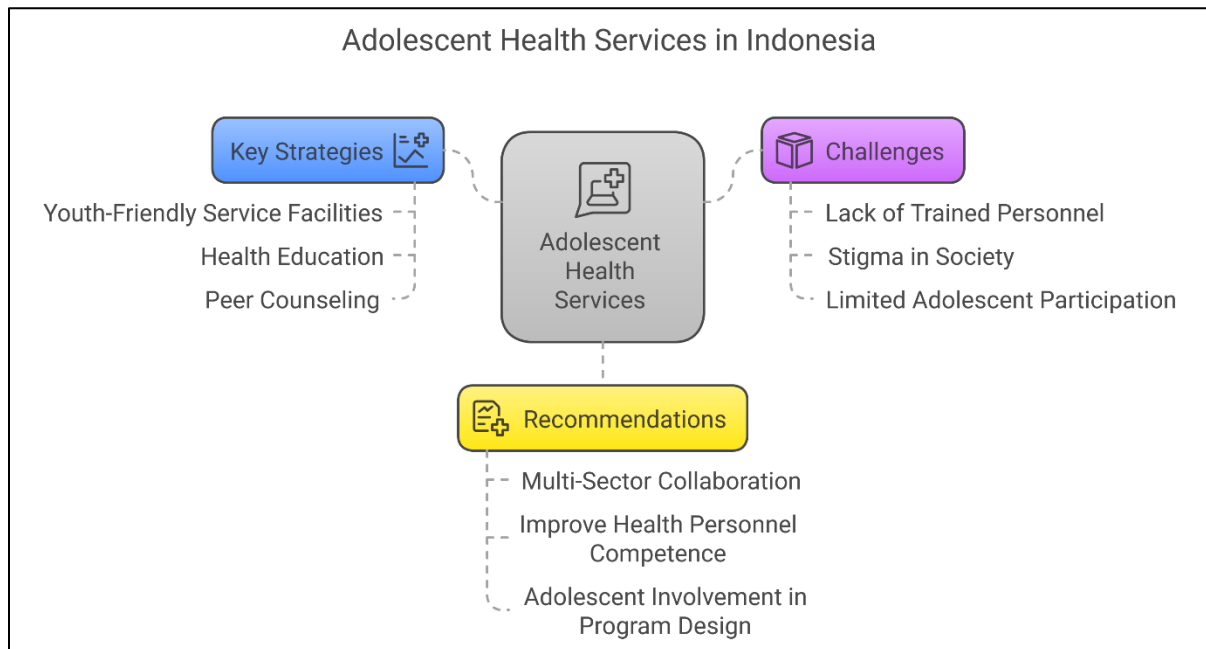 Adolescent Health Services in Indonesia
Key Strategies
Youth-Friendly Service Facilities
Health Education
Peer Counseling
Adolescent
Health
Services
Challenges
Lack of Trained Personnel
Stigma in Society
Limited Adolescent Participation
Recommendations
Multi-Sector Collaboration
Improve Health Personnel
Competence
Adolescent Involvement in
Program Design